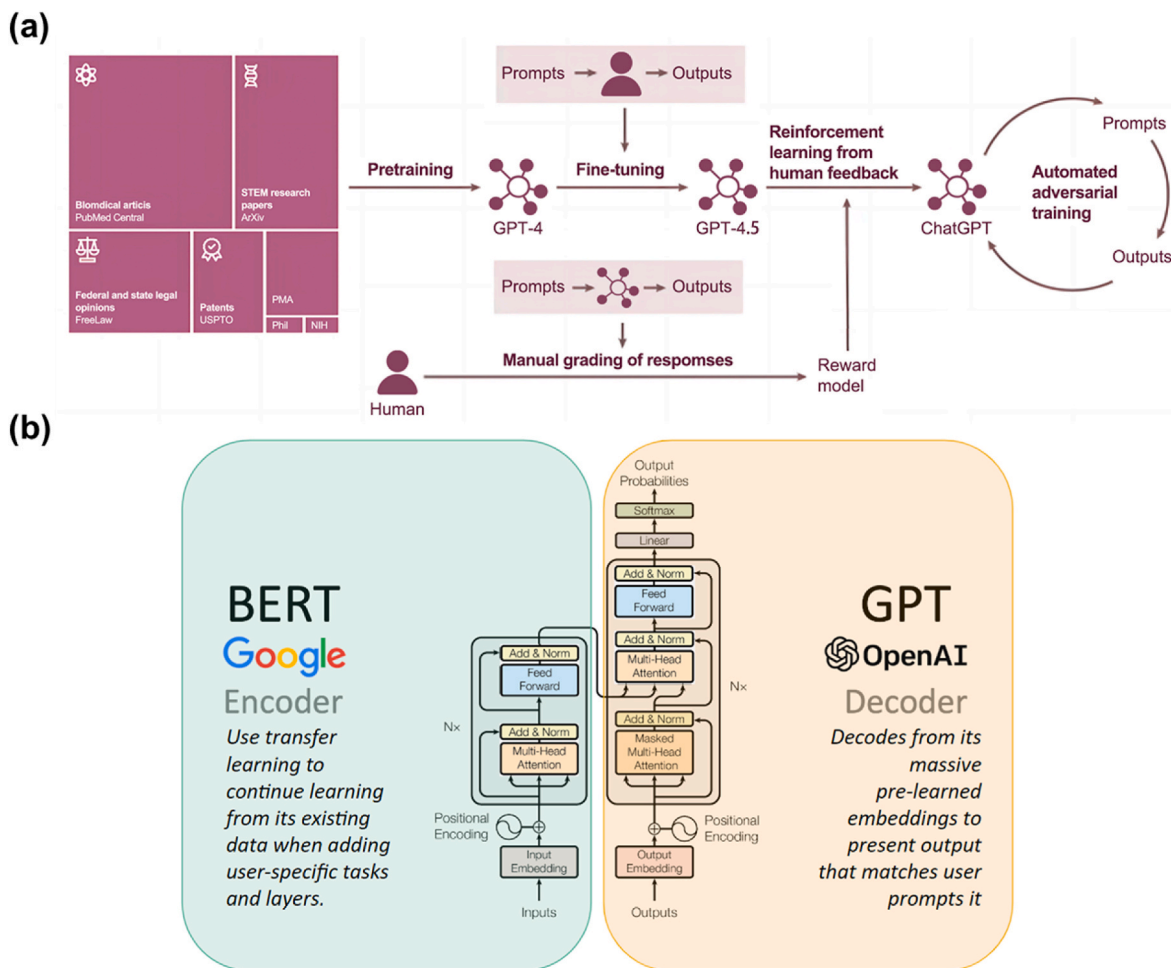 (a)
Prompts
Outputs
Blomdical articis
PubMed Central
STEM research
papers
ArXiv
Federal and state legal
opinions
FreeLaw
Patents
USPTO
PMA
Phil
NIH
Pretraining
GPT-4
Fine-tuning
GPT-4.5
Reinforcement
learning from
human feedback
ChatGPT
Automated
adversarial
training
Prompts
Outputs
Prompts
Outputs
Manual grading of respomses
Human
Reward
model
(b)
BERT
Google
Encoder
Use transfer
learning to
continue learning
from its existing
data when adding
user-specific tasks
and layers.
Add & Norm
Feed
Forward
Nx
Add & Norm
Multi-Head
Attention
Positional
Encoding
Input
Embedding
Inputs
Output
Probabilities
Softmax
Linear
Add & Norm
Feed
Forward
Add & Norm
Multi-Head
Attention
Nx
Add & Norm
Masked
Multi-Head
Attention
Positional
Encoding
Output
Embedding
Outputs
GPT
OpenAI
Decoder
Decodes from its
massive
pre-learned
embeddings to
present output
that matches user
prompts it